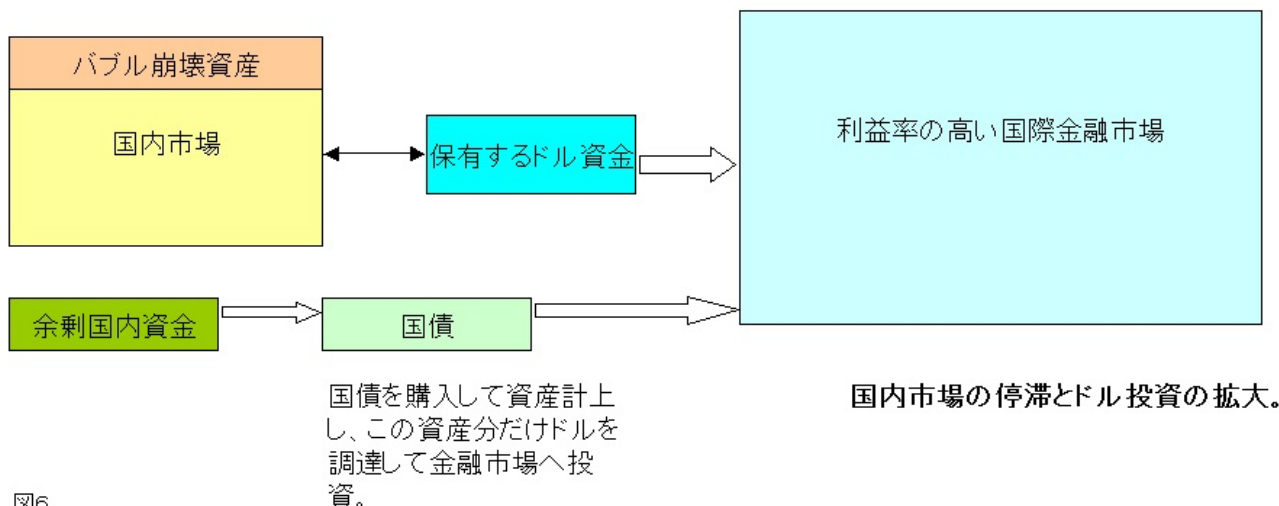 バブル崩壊資産
国内市場
保有するドル資金
利益率の高い国際金融市場
余剰国内資金
国債
国債を購入して資産計上
し、この資産分だけドルを
調達して金融市場へ投
資。
国内市場の停滞とドル投資の拡大。
図6